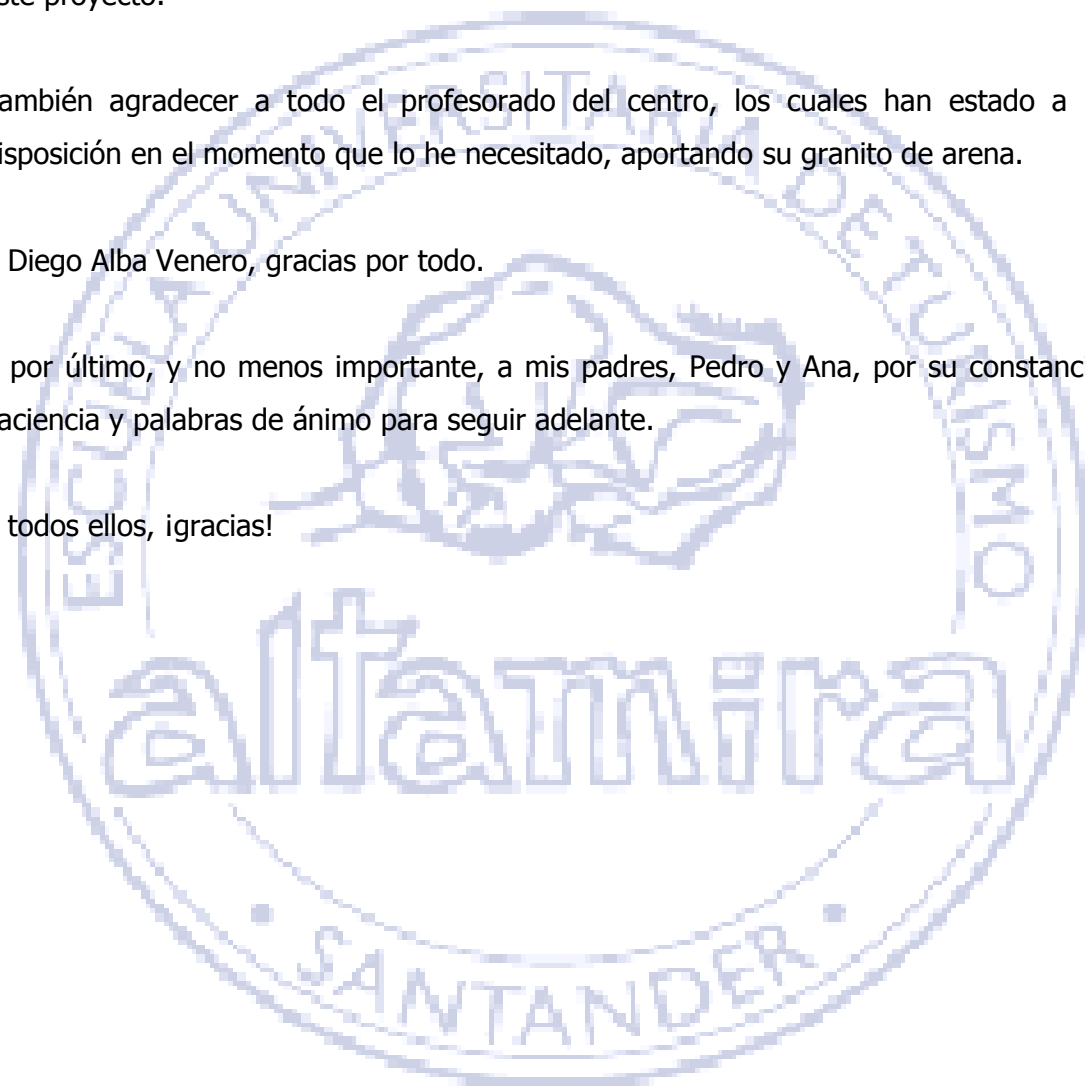 ste proyecto.
ambién agradecer a todo el profesorado del centro, los cuales han estado a
isposición en el momento que lo he necesitado, aportando su granito de arena.
Diego Alba Venero, gracias por todo.
por último, y no menos importante, a mis padres, Pedro y Ana, por su constanc
aciencia y palabras de ánimo para seguir adelante.
todos ellos, ¡gracias!
ESCUELA UNIVERSITARIA DE TURISMO
altamira
• SANTANDER •